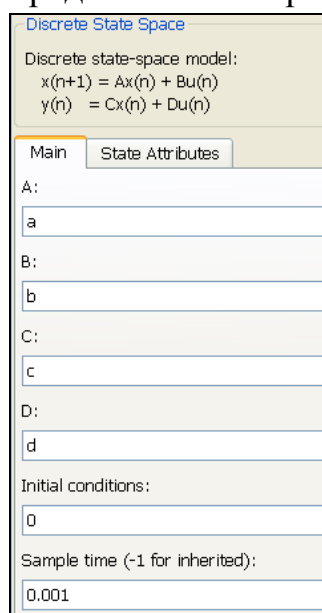 Discrete State Space
Discrete state-space model:
x(n+1) = Ax(n) + Bu(n)
y(n) = Cx(n) + Du(n)
Main State Attributes
A:
a
B:
b
C:
c
D:
d
Initial conditions:
0
Sample time (-1 for inherited):
0.001